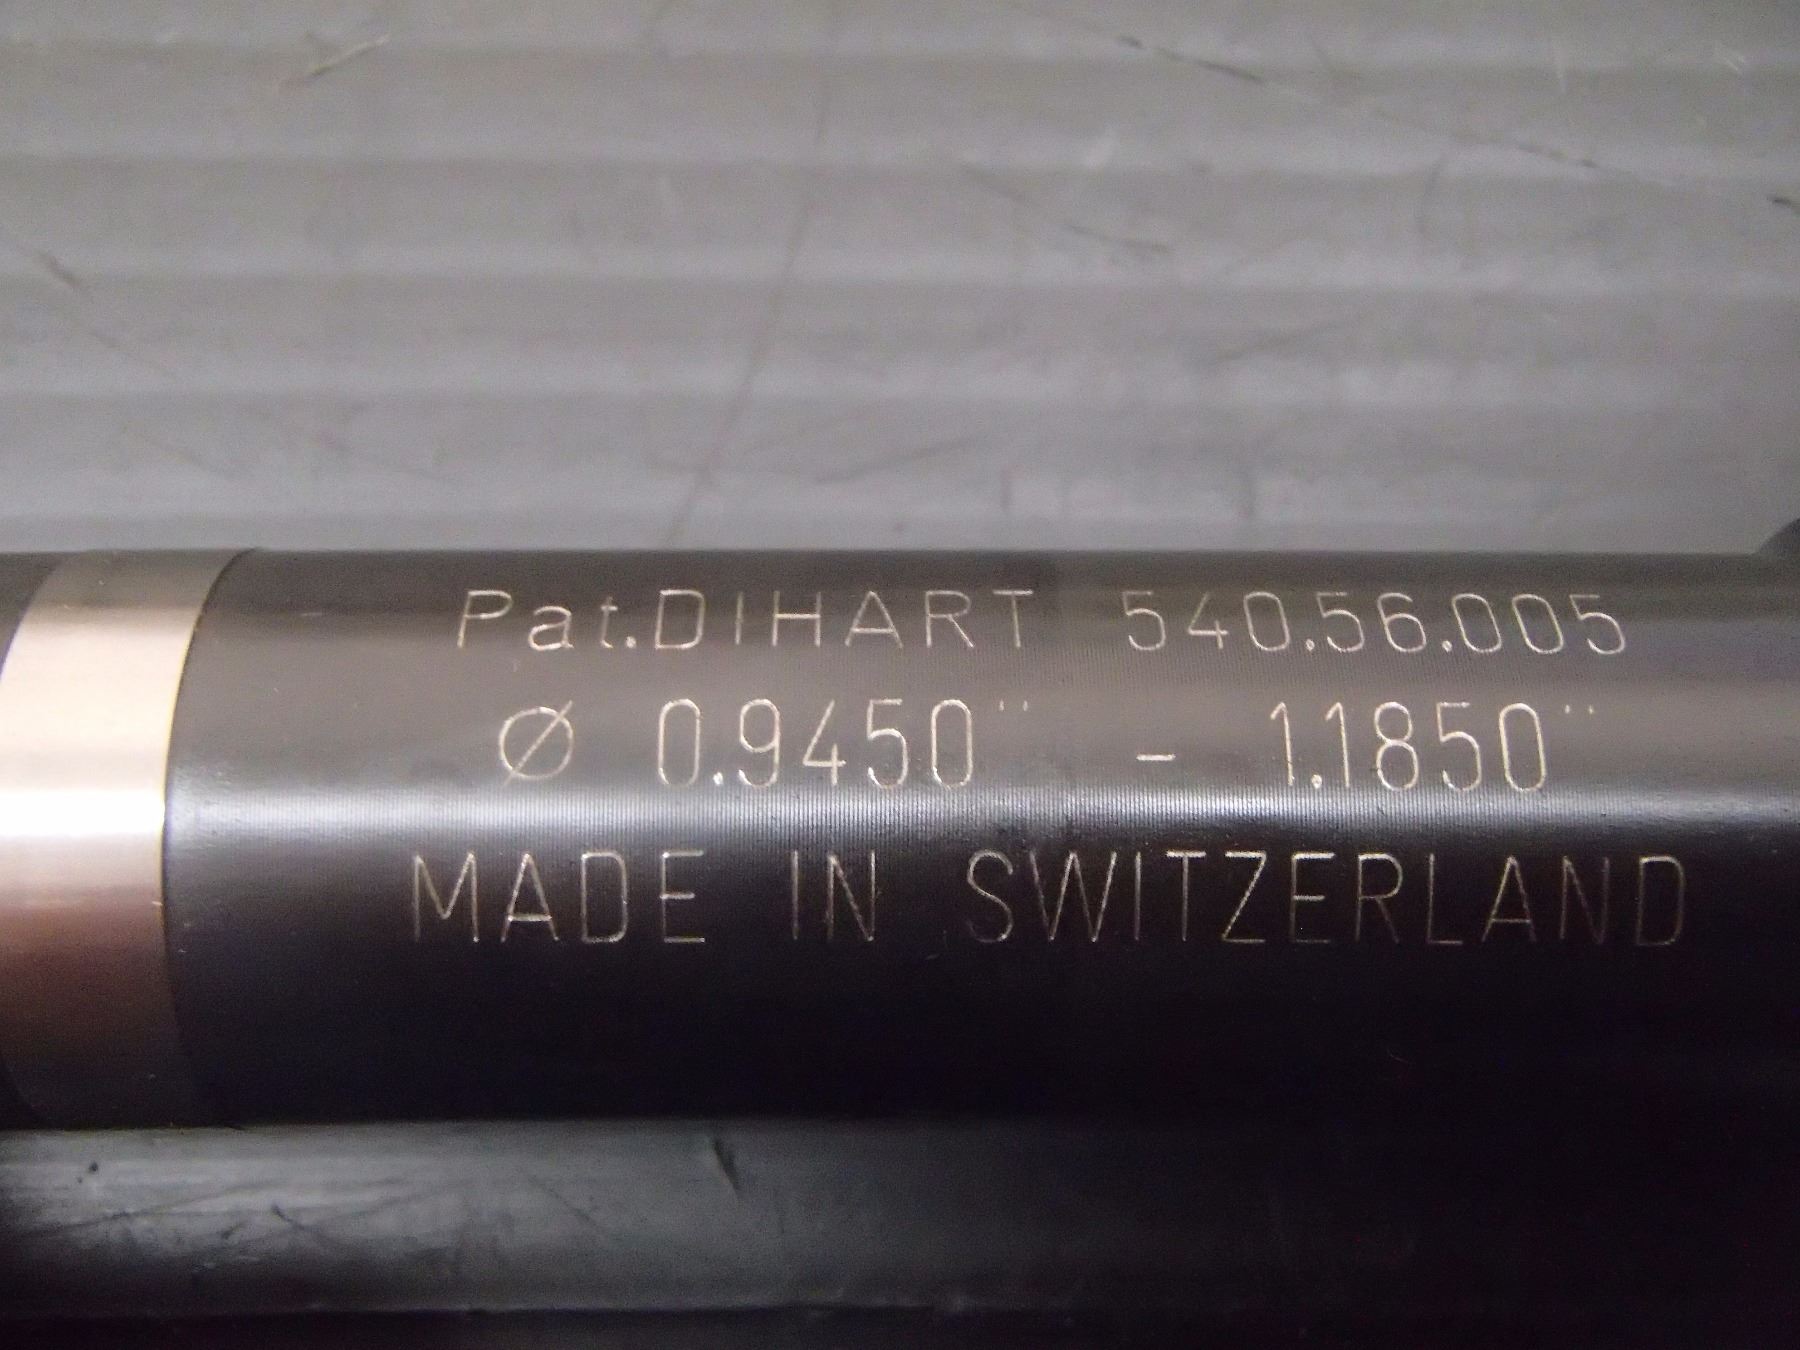 Pat.DIHART 540.56.005
Ø 0.9450" - 1.1850"
MADE IN SWITZERLAND